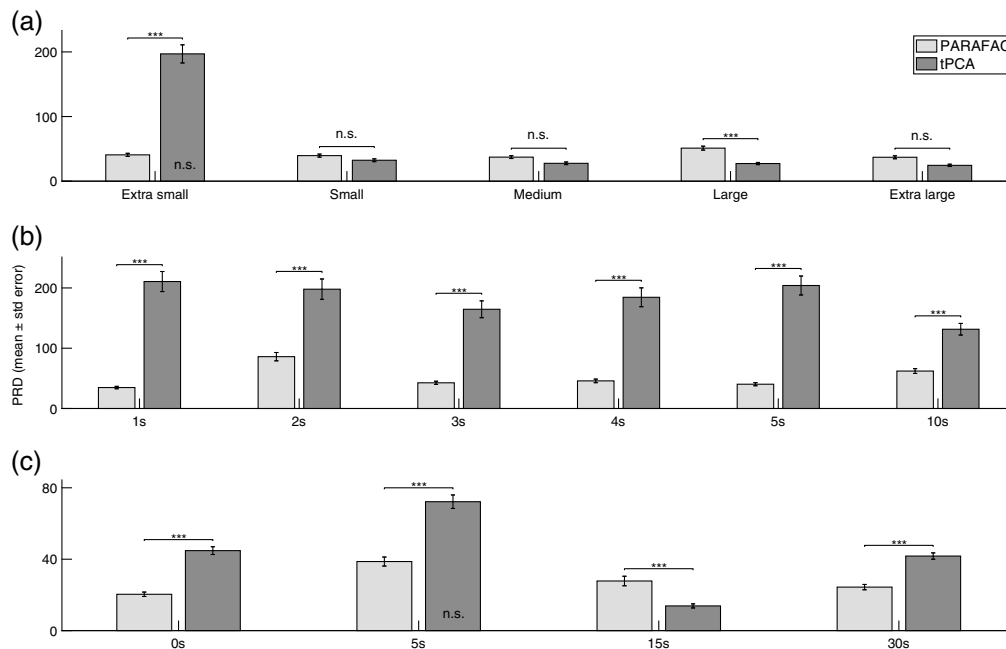 (a)
200
100
0
***
n.s.
n.s.
n.s.
***
n.s.
PARAFAC
tPCA
Extra small
Small
Medium
Large
Extra large
(b)
PRD (mean ± std error)
200
100
0
***
***
***
***
***
***
1s
2s
3s
4s
5s
10s
(c)
80
40
0
***
***
n.s.
***
***
0s
5s
15s
30s